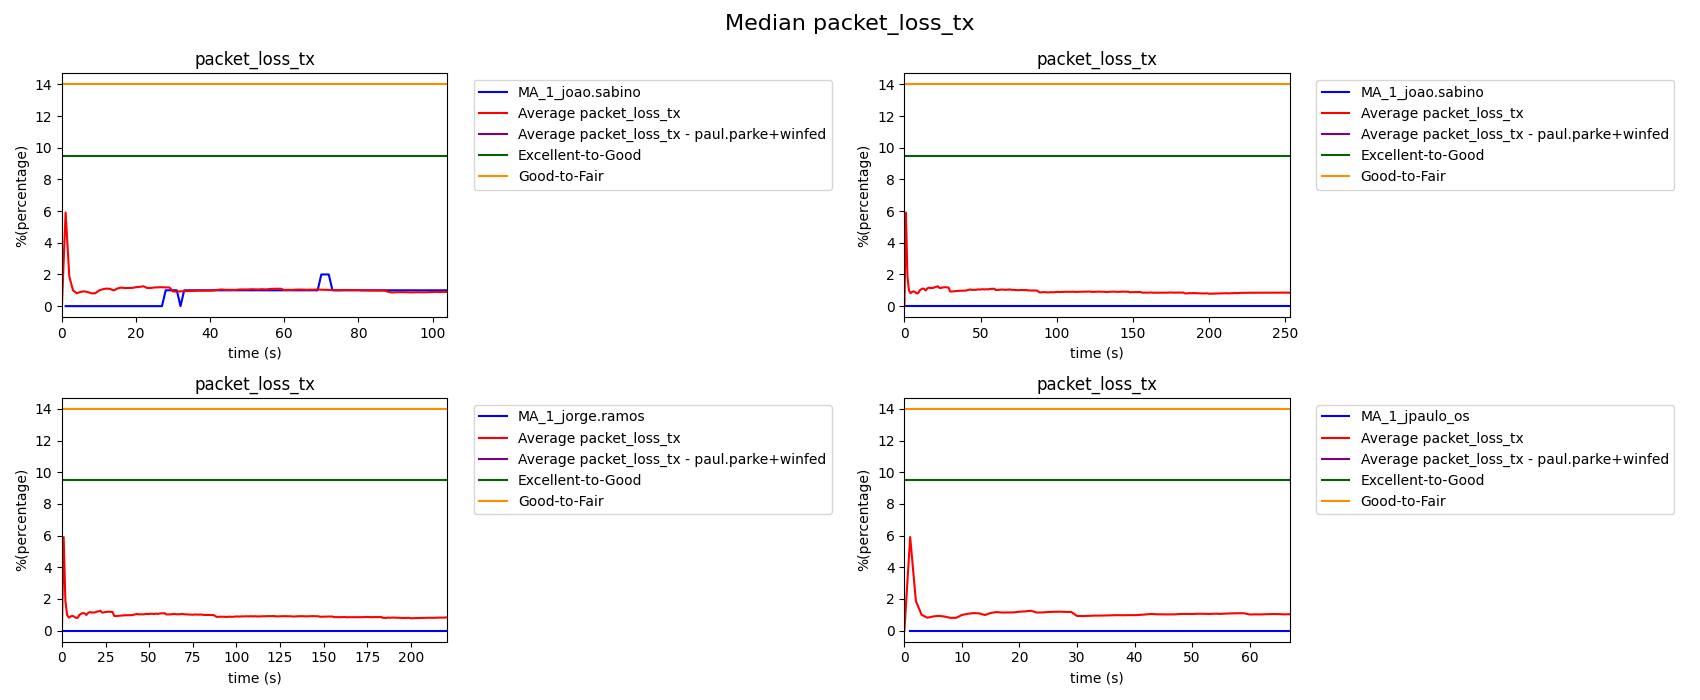 Median packet_loss_tx
packet_loss_tx
14
12
10
8
6
4
2
0
%(percentage)
0 20 40 60 80 100
time (s)
MA_1_joao.sabino
Average packet_loss_tx
Average packet_loss_tx - paul.parke+winfed
Excellent-to-Good
Good-to-Fair
packet_loss_tx
14
12
10
8
6
4
2
0
%(percentage)
0 50 100 150 200 250
time (s)
MA_1_joao.sabino
Average packet_loss_tx
Average packet_loss_tx - paul.parke+winfed
Excellent-to-Good
Good-to-Fair
packet_loss_tx
14
12
10
8
6
4
2
0
%(percentage)
0 25 50 75 100 125 150 175 200
time (s)
MA_1_jorge.ramos
Average packet_loss_tx
Average packet_loss_tx - paul.parke+winfed
Excellent-to-Good
Good-to-Fair
packet_loss_tx
14
12
10
8
6
4
2
0
%(percentage)
0 10 20 30 40 50 60
time (s)
MA_1_jpaulo_os
Average packet_loss_tx
Average packet_loss_tx - paul.parke+winfed
Excellent-to-Good
Good-to-Fair